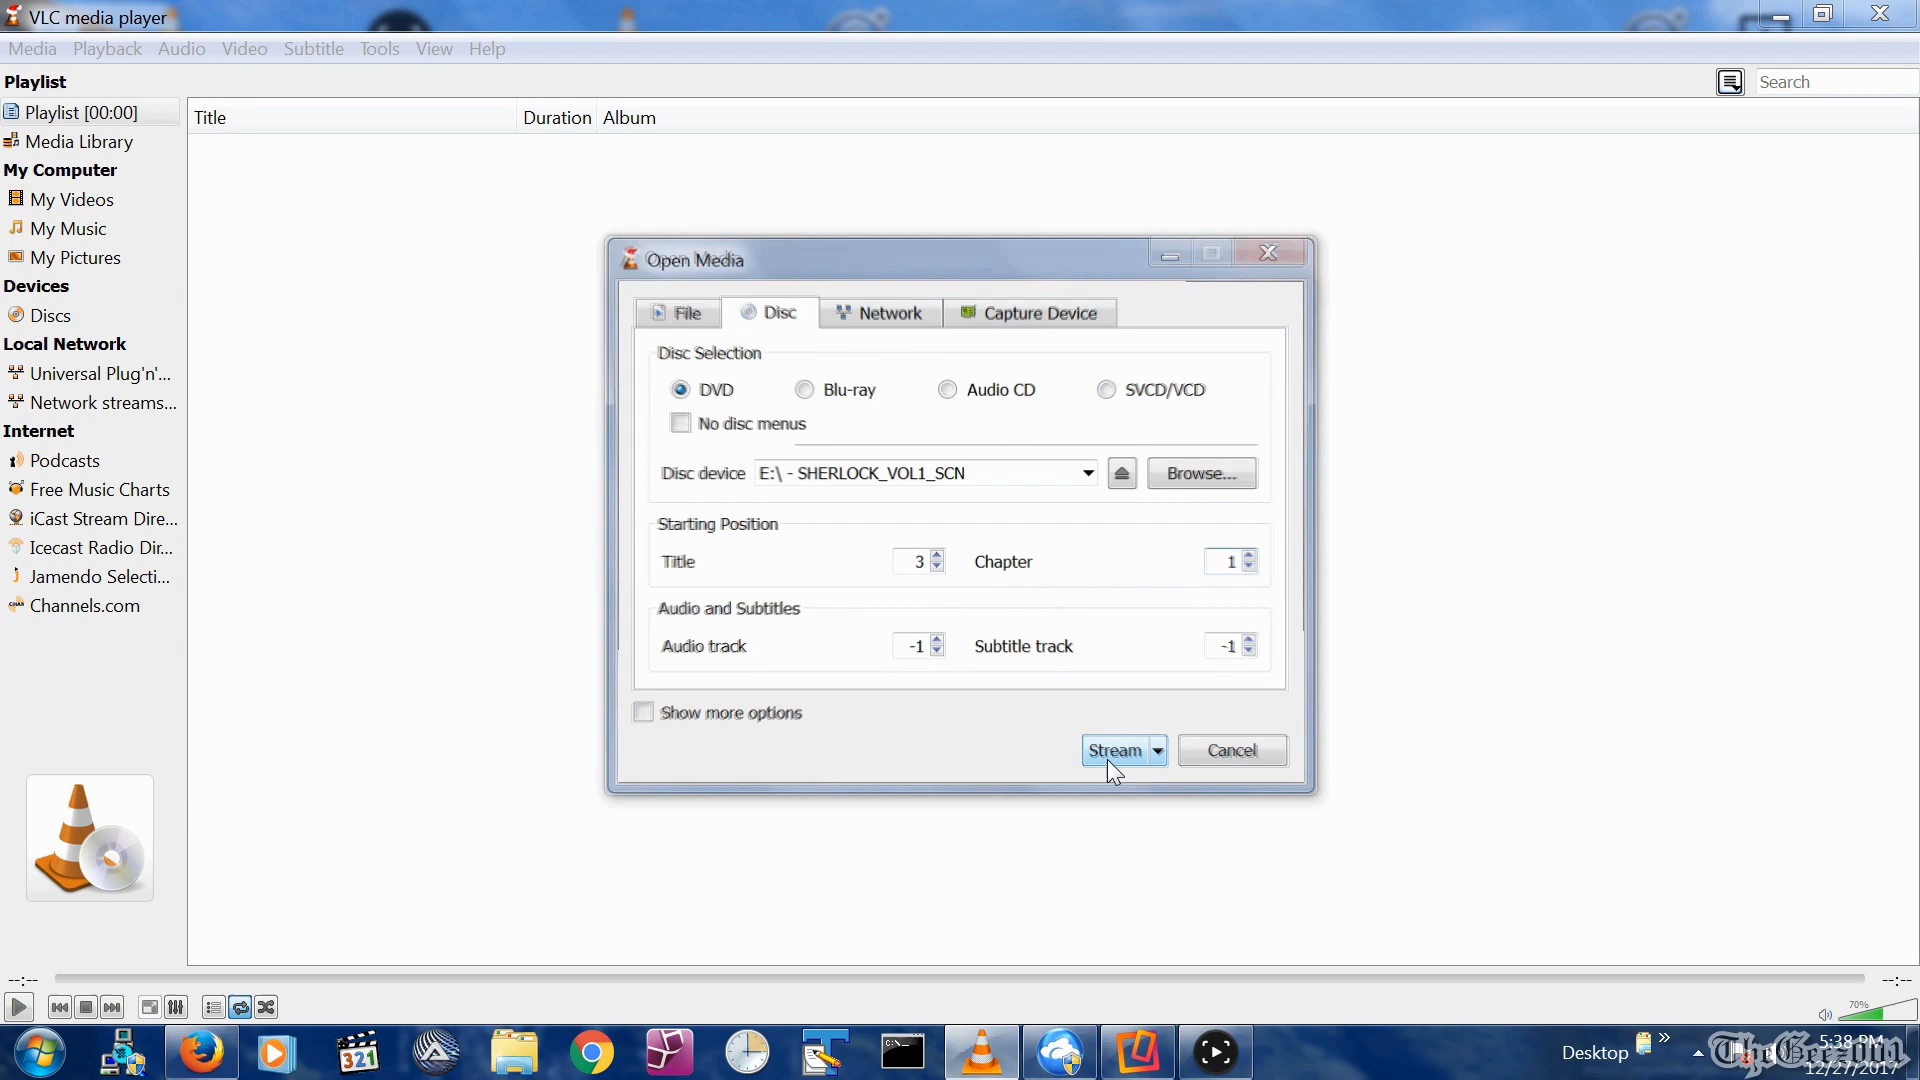 VLC media player
Media Playback Audio Video Subtitle Tools View Help
Playlist
Search
Playlist [00:00]
Title Duration Album
Media Library
My Computer
My Videos
My Music
My Pictures
Devices
Discs
Local Network
Universal Plug'n'...
Network streams...
Internet
Podcasts
Free Music Charts
iCast Stream Dire...
Icecast Radio Dir...
Jamendo Selecti...
Channels.com
Open Media
File Disc Network Capture Device
Disc Selection
DVD Blu-ray Audio CD SVCD/VCD
No disc menus
Disc device E:\ - SHERLOCK_VOL1_SCN Browse...
Starting Position
Title 3 Chapter 1
Audio and Subtitles
Audio track -1 Subtitle track -1
Show more options
Stream Cancel
--:-- --:--
70%
321
C:\_
Desktop
5:38 PM
12/27/2017